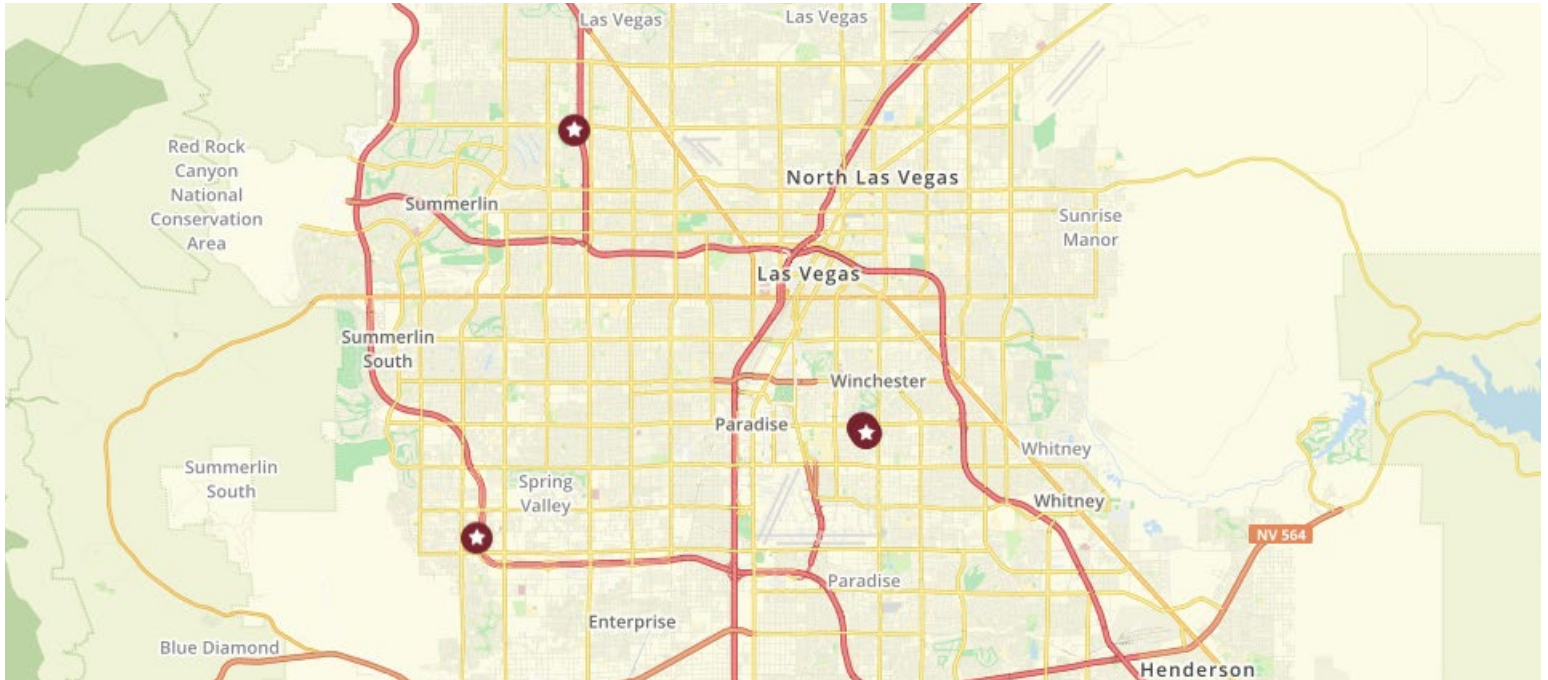 Las Vegas
Las Vegas
Red Rock
Canyon
National
Conservation
Area
North Las Vegas
Summerlin
Sunrise
Manor
Las Vegas
Summerlin
South
Winchester
Paradise
Whitney
Summerlin
South
Spring
Valley
Whitney
NV 564
Paradise
Enterprise
Blue Diamond
Henderson